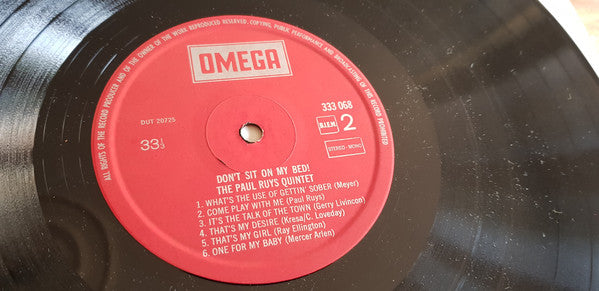 ALL RIGHTS OF THE RECORD PRODUCER AND OF THE OWNER OF THE WORK REPRODUCED RESERVED. COPYING, PUBLIC PERFORMANCE AND BROADCASTING OF THIS RECORD PROHIBITED
OMEGA
DUT 20725
333 068
33⅓
B.I.E.M. 2
STEREO - MONO
DON'T SIT ON MY BED!
THE PAUL RUYS QUINTET
1. WHAT'S THE USE OF GETTIN' SOBER (Meyer)
2. COME PLAY WITH ME (Paul Ruys)
3. IT'S THE TALK OF THE TOWN (Gerry Livincon)
4. THAT'S MY DESIRE (Kresa/C. Loveday)
5. THAT'S MY GIRL (Ray Ellington)
6. ONE FOR MY BABY (Mercer Arlen)